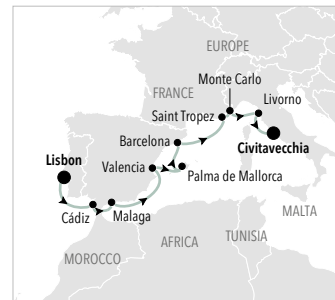 EUROPE
Monte Carlo
FRANCE
Livorno
Saint Tropez
Barcelona
Civitavecchia
Lisbon
Valencia
Palma de Mallorca
Cádiz
Malaga
MALTA
AFRICA
TUNISIA
MOROCCO